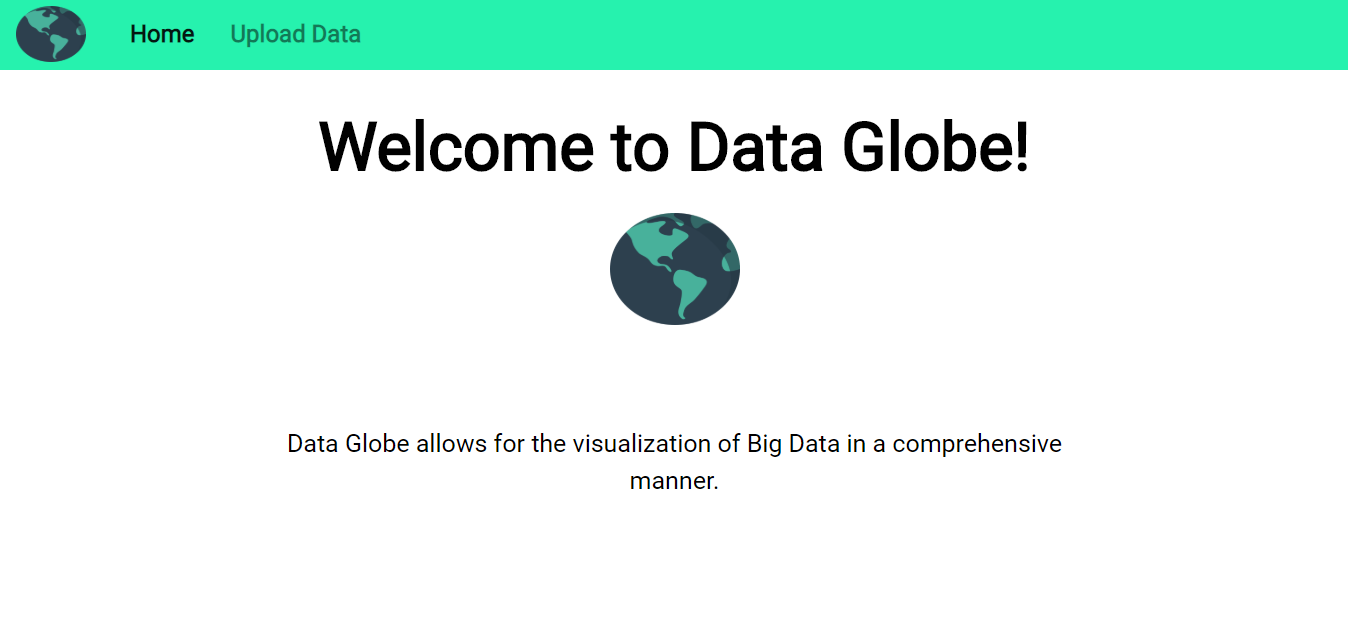 Home Upload Data
Welcome to Data Globe!
Data Globe allows for the visualization of Big Data in a comprehensive
manner.